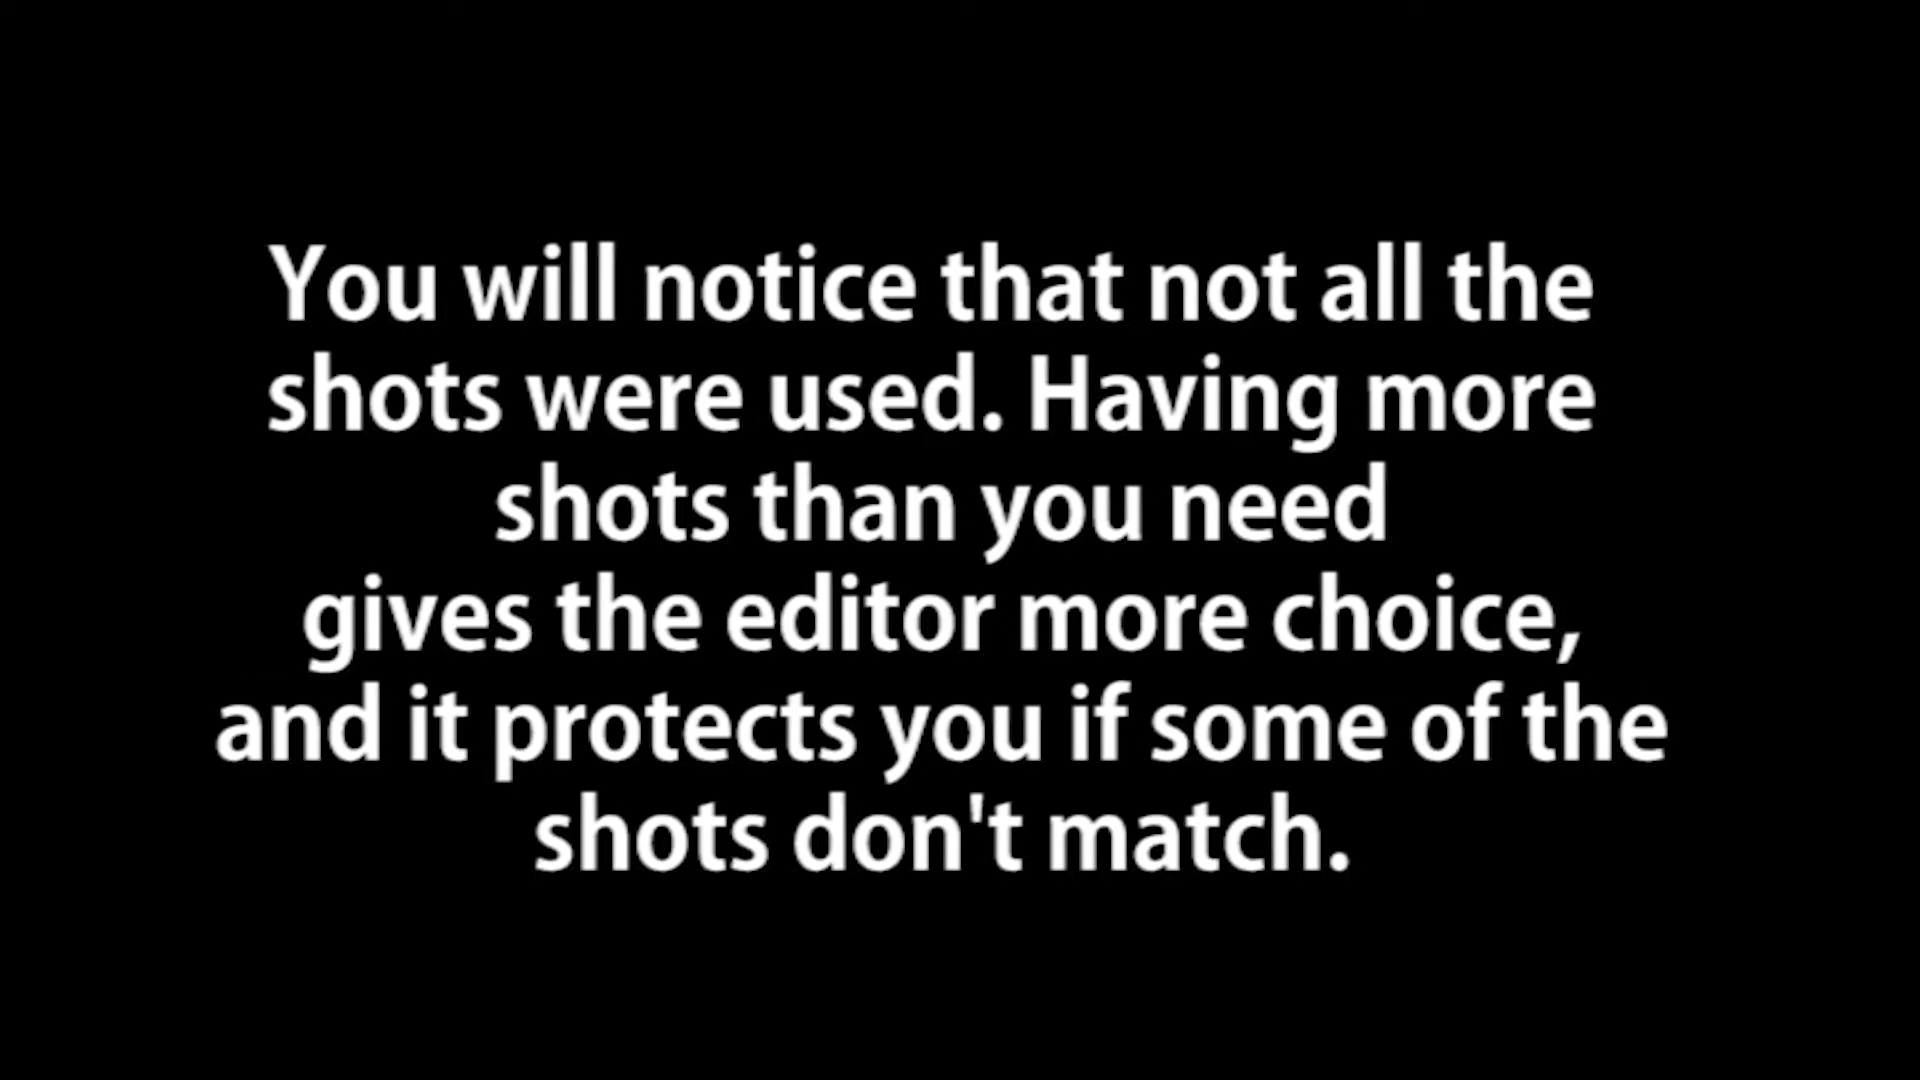 You will notice that not all the
shots were used. Having more
shots than you need
gives the editor more choice,
and it protects you if some of the
shots don't match.